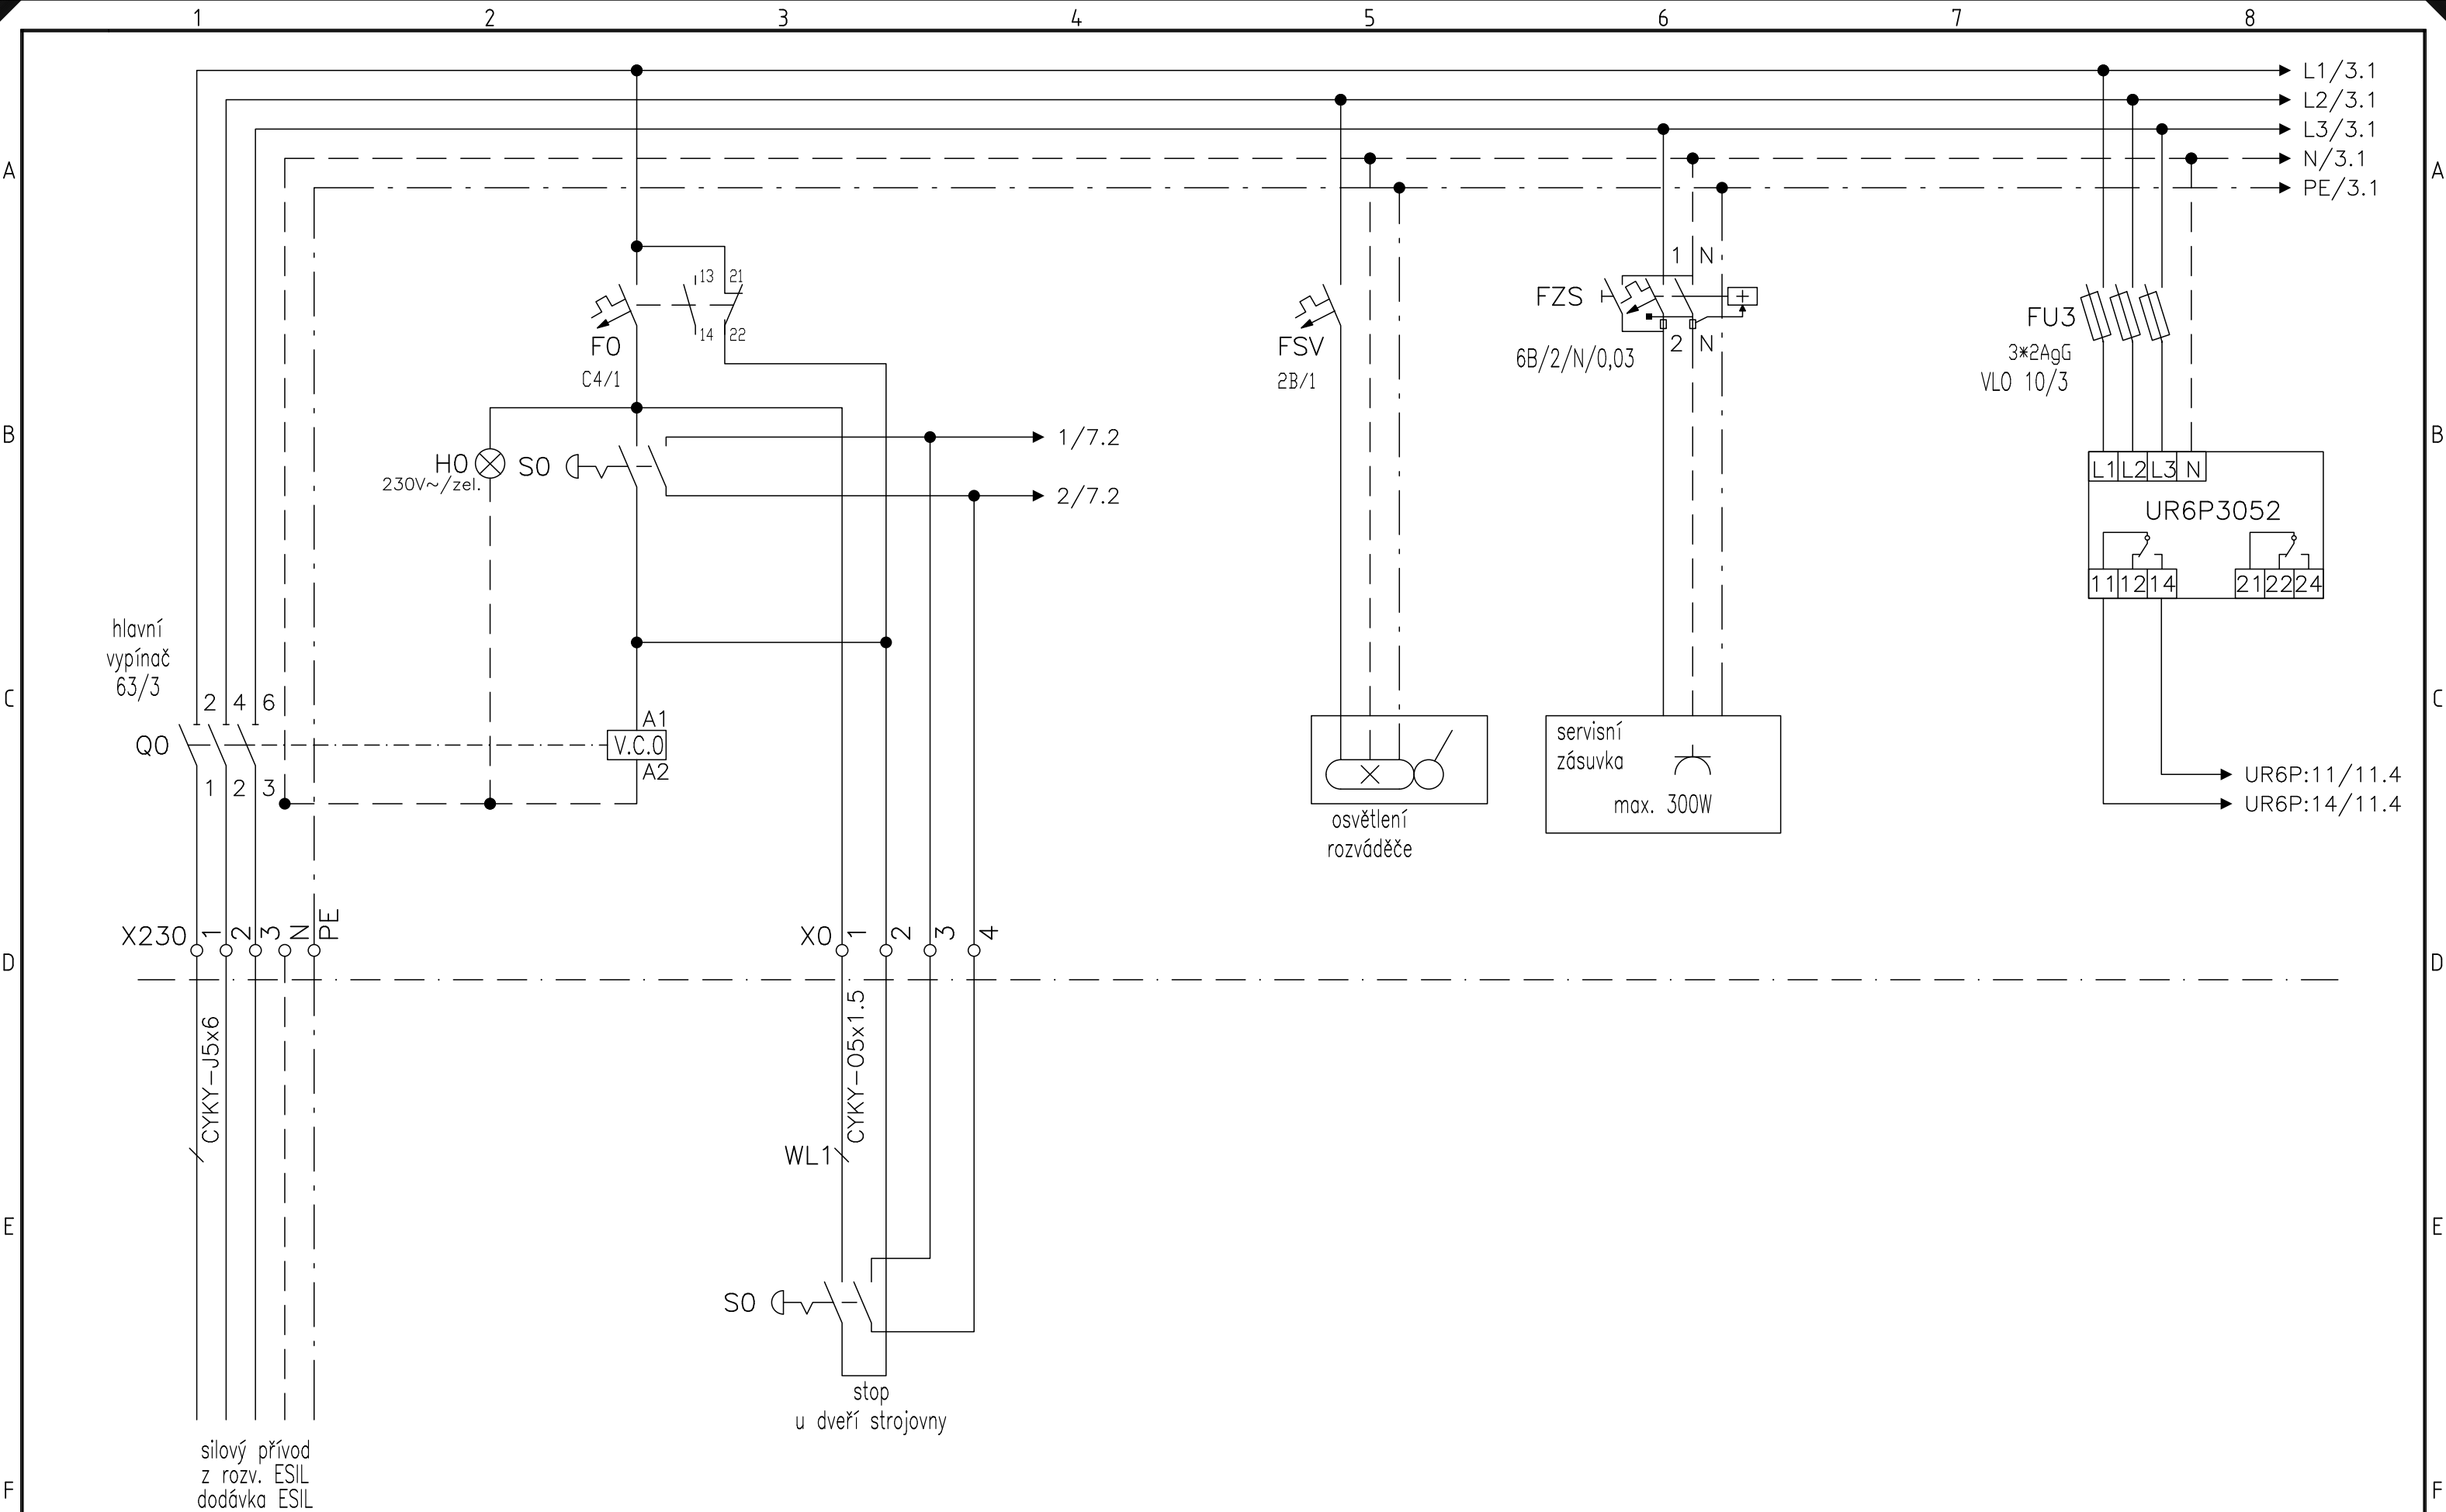 1 2 3 4 5 6 7 8
L1/3.1
L2/3.1
L3/3.1
N/3.1
PE/3.1
A A
13 21
14 22
F0
C4/1
FSV
2B/1
1 N
FZS
2 N
6B/2/N/0,03
FU3
3*2AgG
VLO 10/3
B B
1/7.2
H0
230V~/zel.
S0
2/7.2
L1 L2 L3 N
UR6P3052
11 12 14 21 22 24
hlavní
vypínač
63/3
C C
2 4 6
Q0
1 2 3
A1
V.C.0
A2
osvětlení
rozváděče
servisní
zásuvka
max. 300W
UR6P:11/11.4
UR6P:14/11.4
X230 1 2 3 N PE
X0 1 2 3 4
D D
CYKY-J5x6
CYKY-O5x1.5
WL1
E E
S0
stop
u dveří strojovny
silový přívod
z rozv. ESIL
dodávka ESIL
F F